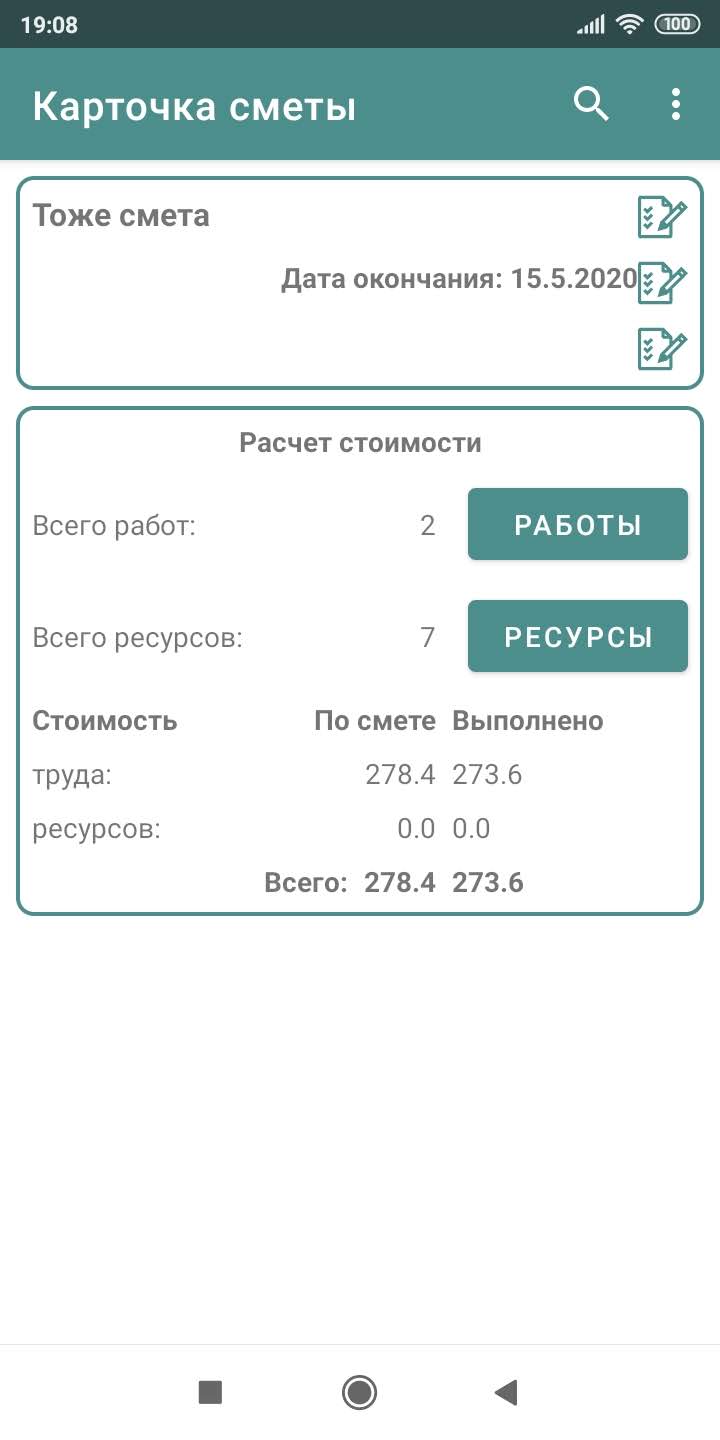 19:08
100
Карточка сметы
Тоже смета
Дата окончания: 15.5.2020
Расчет стоимости
Всего работ: 2 РАБОТЫ
Всего ресурсов: 7 РЕСУРСЫ
Стоимость По смете Выполнено
труда: 278.4 273.6
ресурсов: 0.0 0.0
Всего: 278.4 273.6